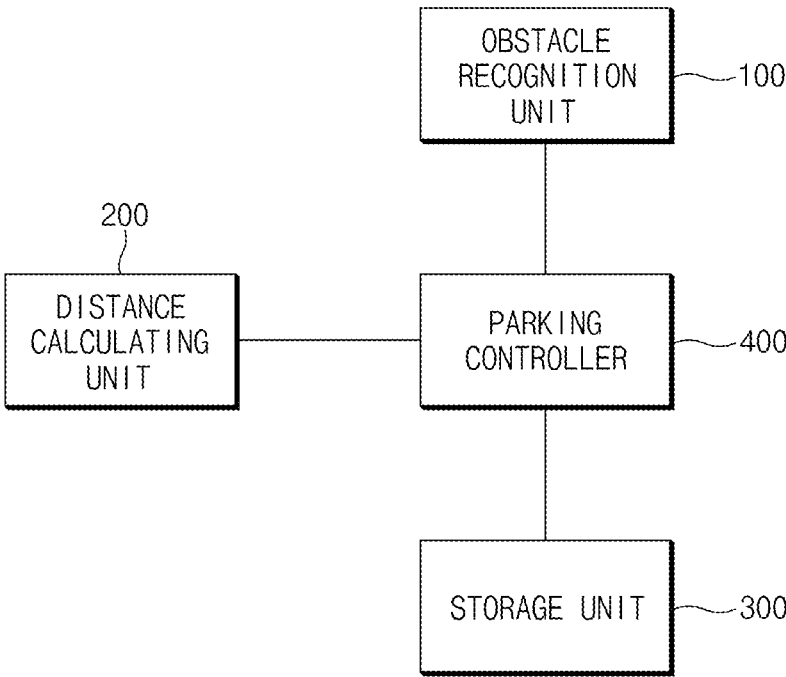 OBSTACLE
RECOGNITION
UNIT
100
200
DISTANCE
CALCULATING
UNIT
PARKING
CONTROLLER
400
STORAGE UNIT
300